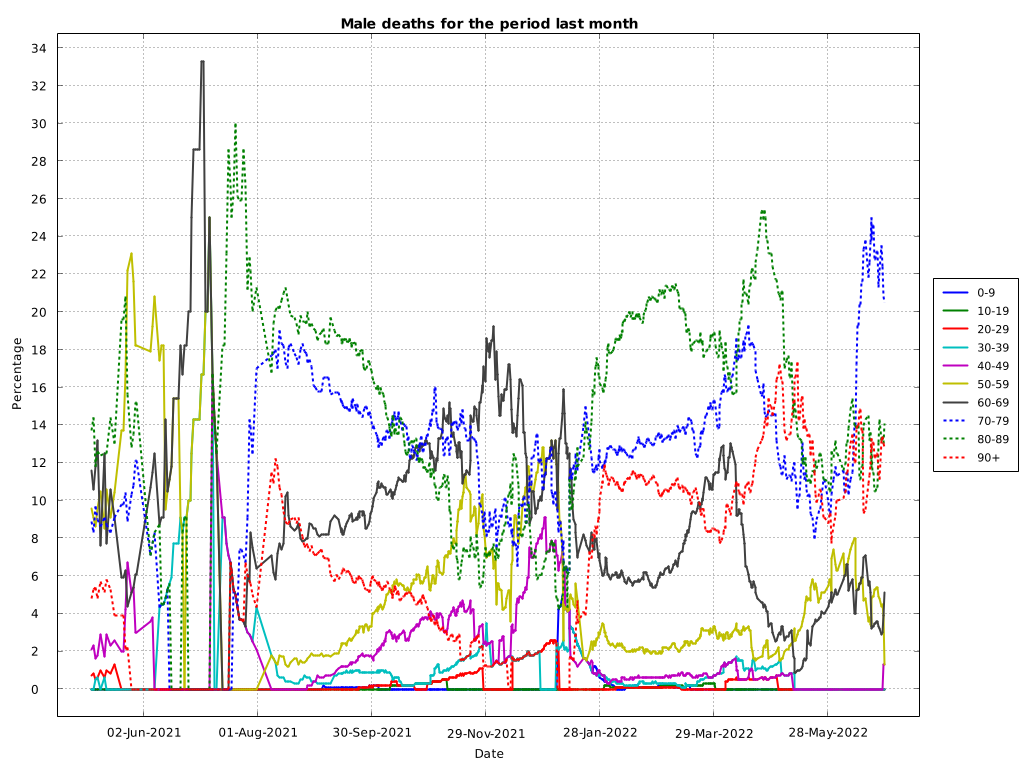 Male deaths for the period last month
Percentage
34
32
30
28
26
24
22
20
18
16
14
12
10
8
6
4
2
0
02-Jun-2021
01-Aug-2021
30-Sep-2021
29-Nov-2021
28-Jan-2022
29-Mar-2022
28-May-2022
Date
0-9
10-19
20-29
30-39
40-49
50-59
60-69
70-79
80-89
90+